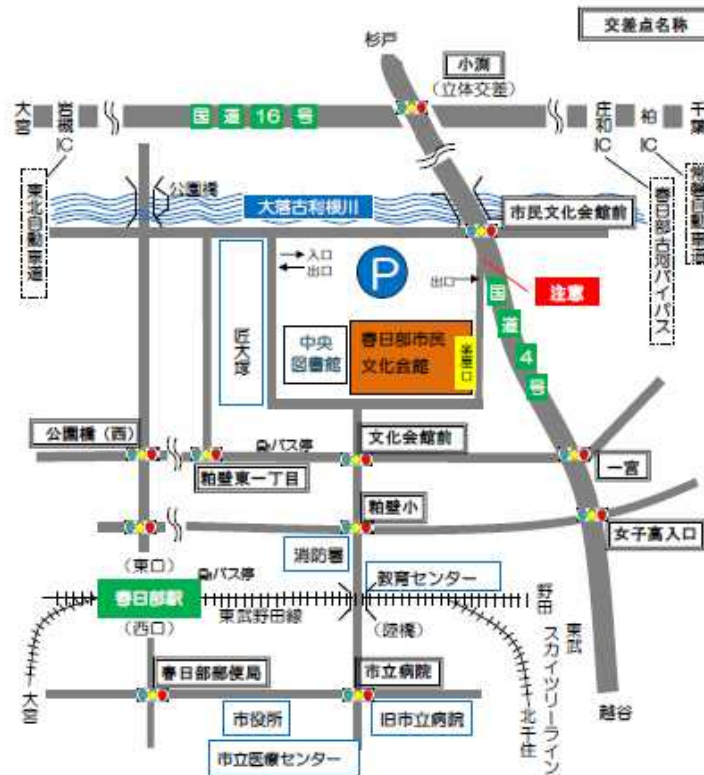 交差点名称
杉戸
小渕
(立体交差)
大宮
岩槻IC
国道16号
庄和IC
柏IC
千葉
東北自動車道
公園橋
大落古利根川
市民文化会館前
春日部古河バイパス
常磐自動車道
入口
出口
P
出口
注意
国道4号
匠大塚
中央
図書館
春日部市民
文化会館
公園橋(西)
バス停
文化会館前
一宮
粕壁東一丁目
粕壁小
女子高入口
消防署
(東口)
バス停
教育センター
春日部駅
東武野田線
野田
(西口)
(陸橋)
東武
スカイツリーライン
春日部郵便局
市立病院
大宮
市役所
旧市立病院
北千住
越谷
市立医療センター